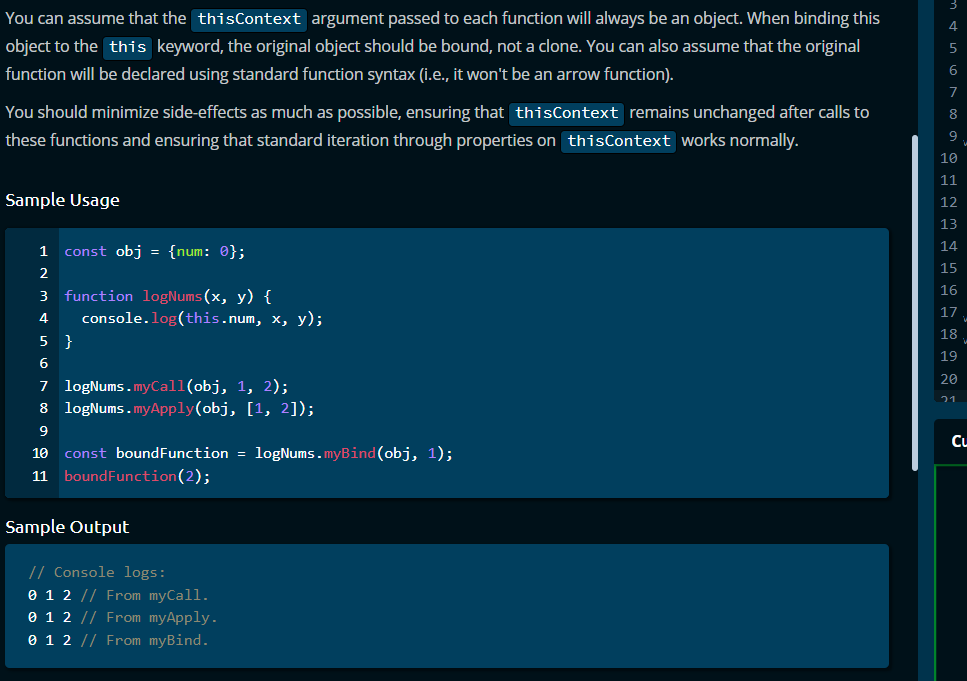 You can assume that the thisContext argument passed to each function will always be an object. When binding this
object to the this keyword, the original object should be bound, not a clone. You can also assume that the original
function will be declared using standard function syntax (i.e., it won't be an arrow function).
You should minimize side-effects as much as possible, ensuring that thisContext remains unchanged after calls to
these functions and ensuring that standard iteration through properties on thisContext works normally.
Sample Usage
1 const obj = {num: 0};
2
3 function logNums(x, y) {
4   console.log(this.num, x, y);
5 }
6
7 logNums.myCall(obj, 1, 2);
8 logNums.myApply(obj, [1, 2]);
9
10 const boundFunction = logNums.myBind(obj, 1);
11 boundFunction(2);
Sample Output
// Console logs:
0 1 2 // From myCall.
0 1 2 // From myApply.
0 1 2 // From myBind.
3
4
5
6
7
8
9
10
11
12
13
14
15
16
17
18
19
20
21